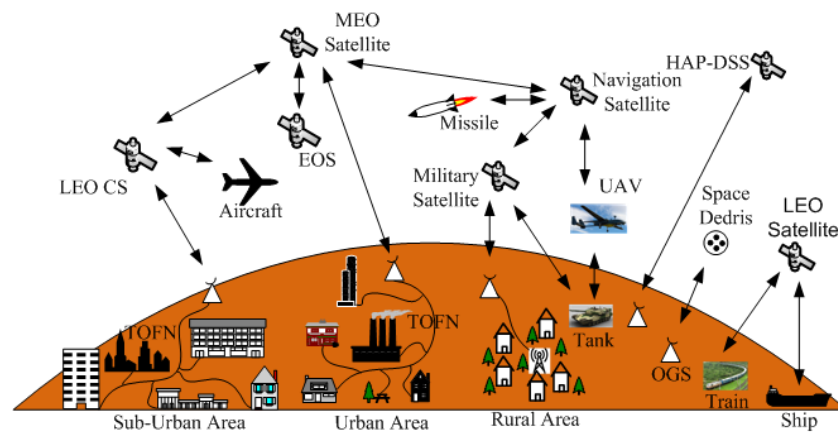 MEO
Satellite
HAP-DSS
Navigation
Satellite
Missile
EOS
LEO CS
Aircraft
Military
Satellite
UAV
Space
Dedris
LEO
Satellite
TOFN
TOFN
Tank
OGS
Train
Sub-Urban Area
Urban Area
Rural Area
Ship